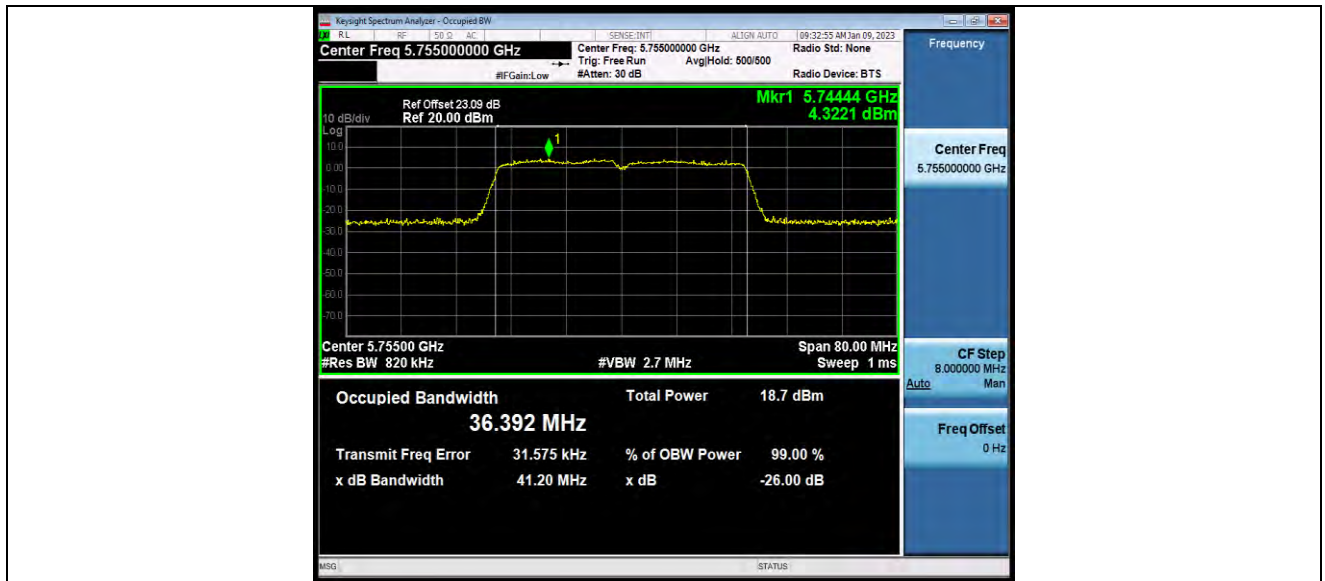 Keysight Spectrum Analyzer - Occupied BW
RL RF 50 Ω AC SENSE:INT ALIGN AUTO 09:32:55 AM Jan 09, 2023
Center Freq 5.755000000 GHz
Center Freq: 5.755000000 GHz Radio Std: None
Trig: Free Run Avg|Hold: 500/500
#IFGain:Low #Atten: 30 dB Radio Device: BTS
Frequency
Mkr1 5.74444 GHz
4.3221 dBm
Ref Offset 23.09 dB
10 dB/div Ref 20.00 dBm
Log
1
10.0
0.00
-10.0
-20.0
-30.0
-40.0
-50.0
-60.0
-70.0
Center 5.75500 GHz Span 80.00 MHz
#Res BW 820 kHz #VBW 2.7 MHz Sweep 1 ms
Center Freq
5.755000000 GHz
CF Step
8.000000 MHz
Auto Man
Freq Offset
0 Hz
Occupied Bandwidth Total Power 18.7 dBm
36.392 MHz
Transmit Freq Error 31.575 kHz % of OBW Power 99.00 %
x dB Bandwidth 41.20 MHz x dB -26.00 dB
MSG STATUS